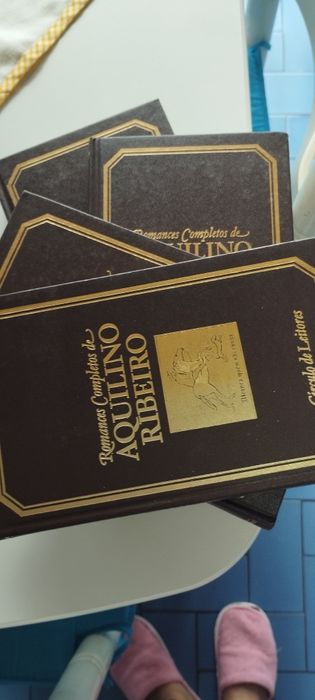 Romances Completos de
AQUILINO
Romances Completos de
AQUILINO
RIBEIRO
Círculo de Leitores